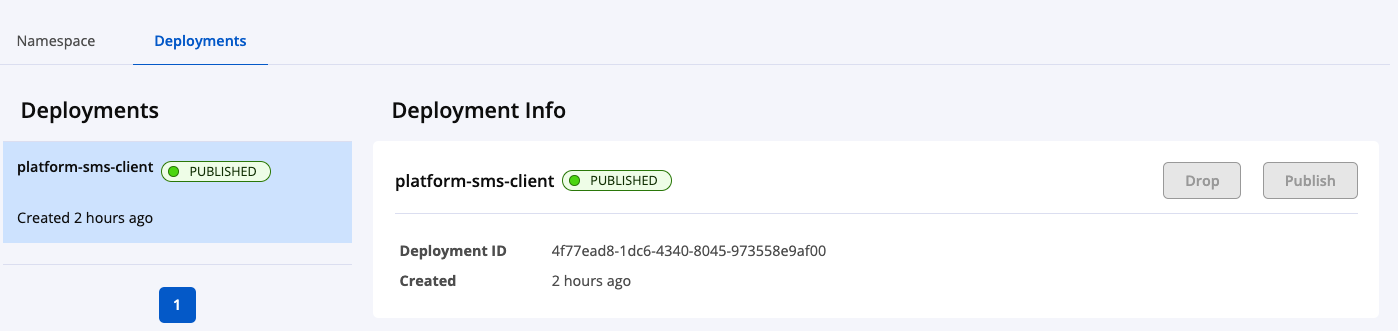 Namespace
Deployments
Deployments
platform-sms-client PUBLISHED
Created 2 hours ago
1
Deployment Info
platform-sms-client PUBLISHED
Drop
Publish
Deployment ID 4f77ead8-1dc6-4340-8045-973558e9af00
Created 2 hours ago